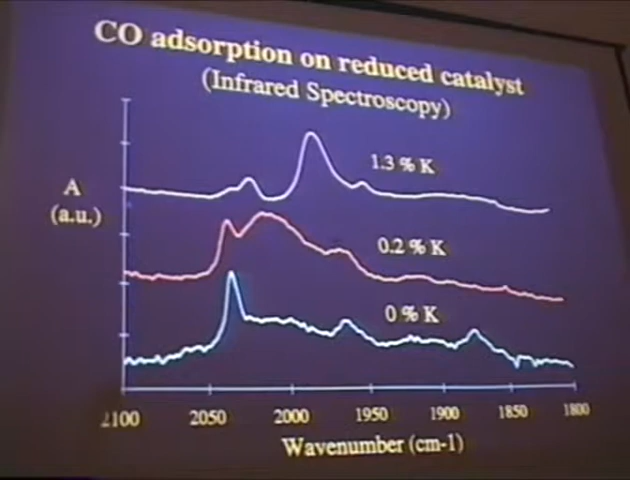 CO adsorption on reduced catalyst
(Infrared Spectroscopy)
1.3 % K
A
(a.u.)
0.2 % K
0 % K
2100 2050 2000 1950 1900 1850 1800
Wavenumber (cm-1)